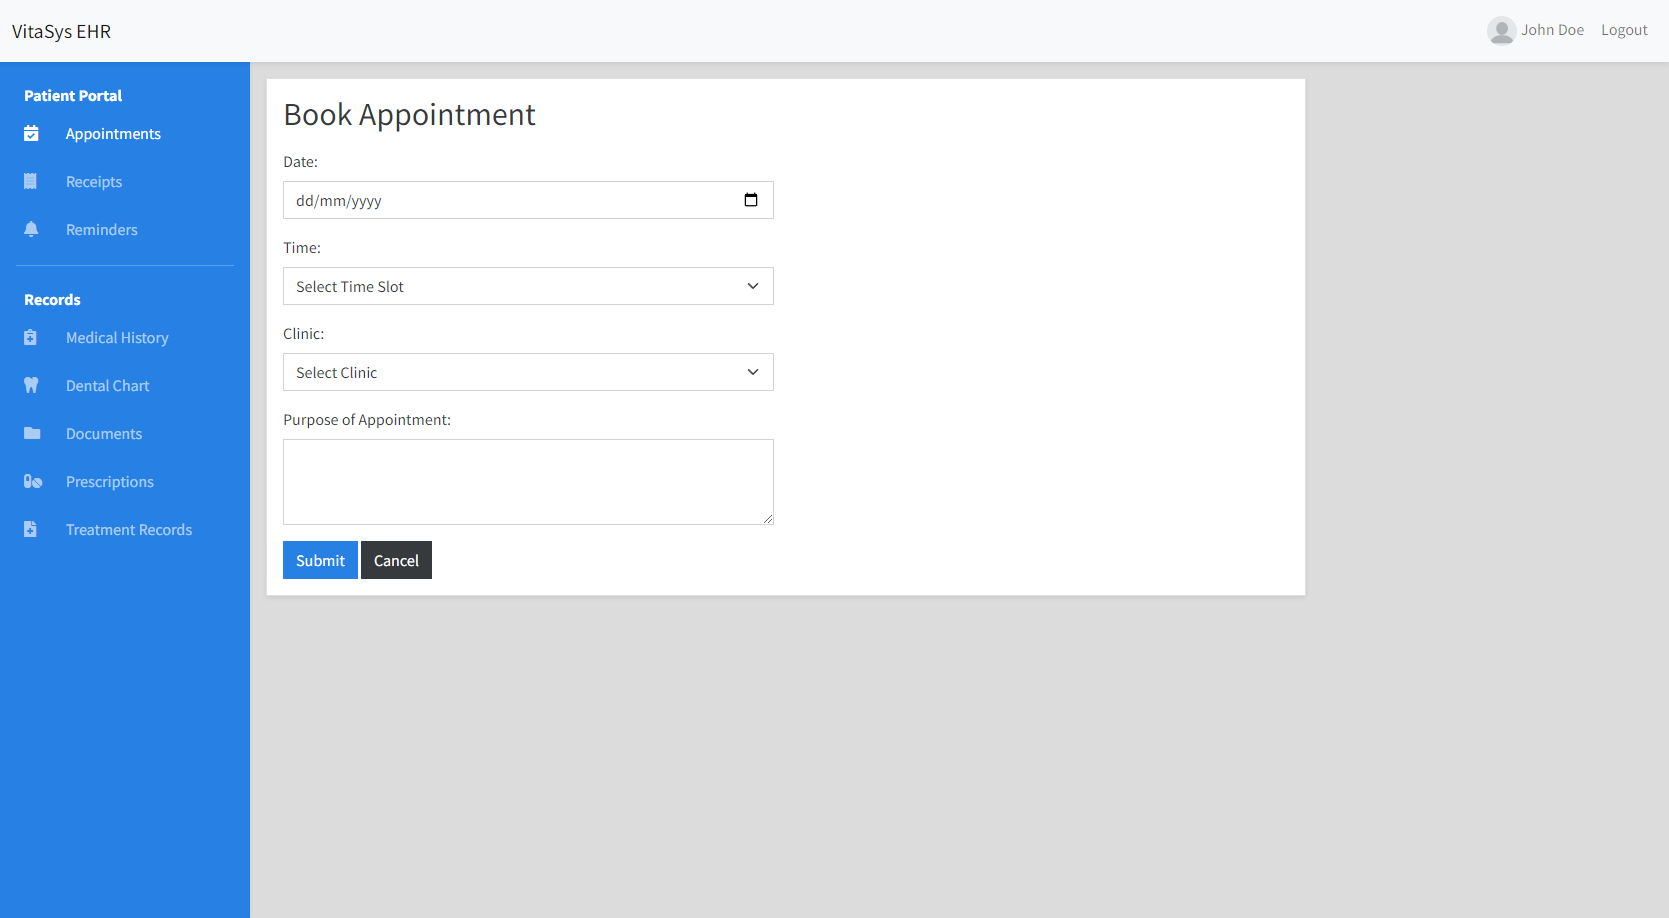 VitaSys EHR
John Doe
Logout
Patient Portal
Appointments
Receipts
Reminders
Records
Medical History
Dental Chart
Documents
Prescriptions
Treatment Records
Book Appointment
Date:
dd/mm/yyyy
Time:
Select Time Slot
Clinic:
Select Clinic
Purpose of Appointment:
Submit
Cancel